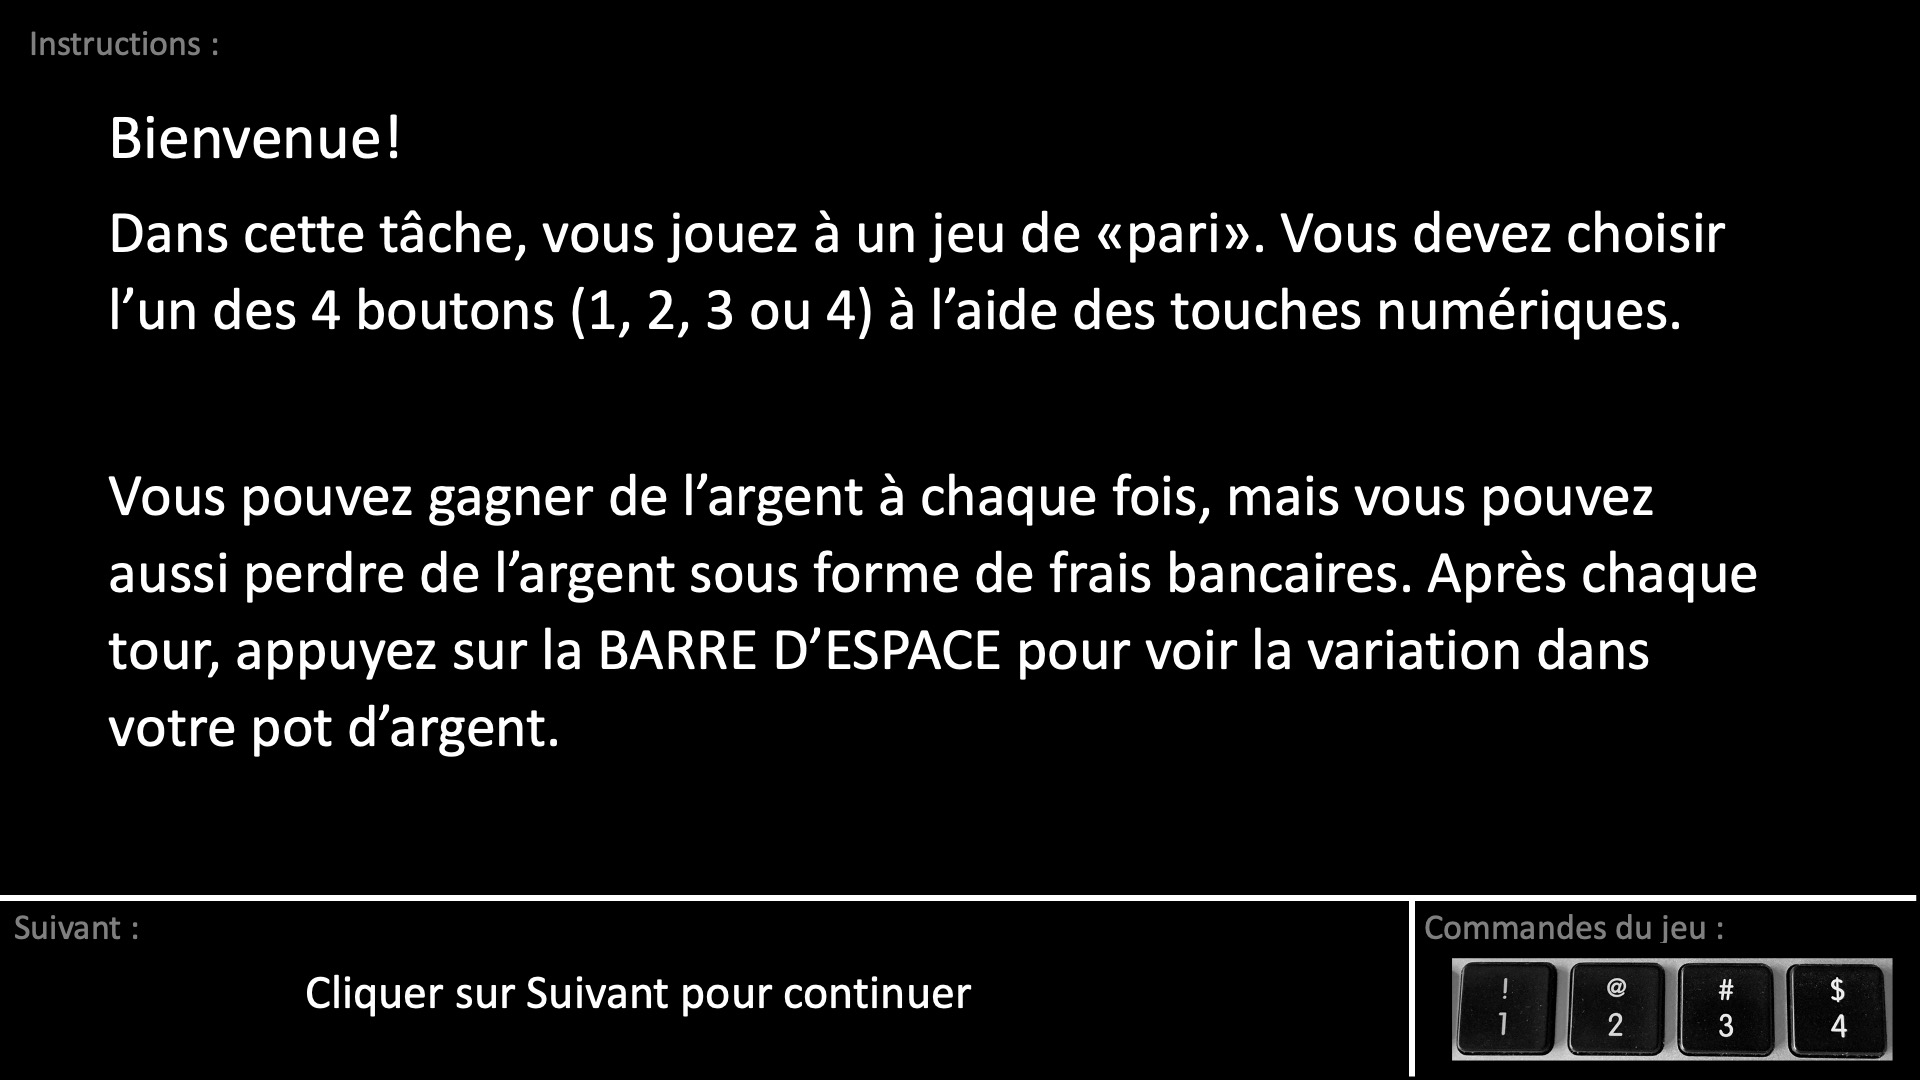 Instructions :
Bienvenue!
Dans cette tâche, vous jouez à un jeu de «pari». Vous devez choisir
l’un des 4 boutons (1, 2, 3 ou 4) à l’aide des touches numériques.
Vous pouvez gagner de l’argent à chaque fois, mais vous pouvez
aussi perdre de l’argent sous forme de frais bancaires. Après chaque
tour, appuyez sur la BARRE D’ESPACE pour voir la variation dans
votre pot d’argent.
Suivant :
Cliquer sur Suivant pour continuer
Commandes du jeu :
! @ # $
1 2 3 4